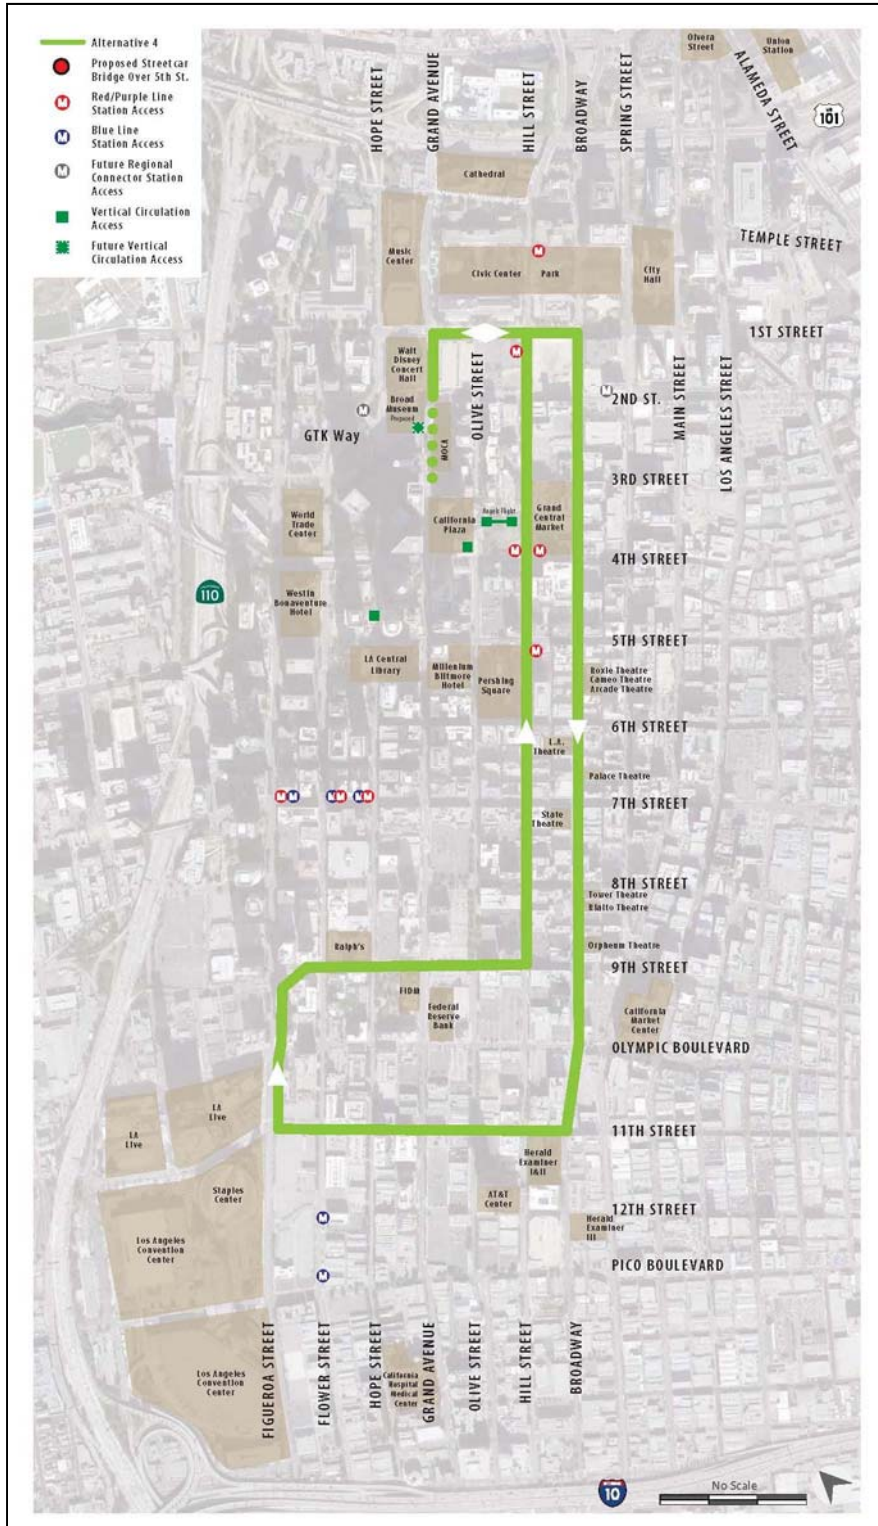 Alternative 4
Proposed Streetcar
Bridge Over 5th St.
Red/Purple Line
Station Access
Blue Line
Station Access
Future Regional
Connector Station
Access
Vertical Circulation
Access
Future Vertical
Circulation Access
HOPE STREET
GRAND AVENUE
HILL STREET
BROADWAY
SPRING STREET
Olvera
Street
Union
Station
ALAMEDA STREET
101
Cathedral
TEMPLE STREET
Music
Center
Civic Center
Park
City
Hall
1ST STREET
Walt
Disney
Concert
Hall
OLIVE STREET
MAIN STREET
LOS ANGELES STREET
2ND ST.
Broad
Museum
Proposed
GTK Way
MOCA
3RD STREET
World
Trade
Center
California
Plaza
Angels Flight
Grand
Central
Market
4TH STREET
110
Westin
Bonaventure
Hotel
5TH STREET
LA Central
Library
Millenium
Biltmore
Hotel
Pershing
Square
Roxie Theatre
Cameo Theatre
Arcade Theatre
6TH STREET
L.A.
Theatre
Palace Theatre
7TH STREET
State
Theatre
8TH STREET
Tower Theatre
Rialto Theatre
Ralph's
Orpheum Theatre
9TH STREET
FIDM
Federal
Reserve
Bank
California
Market
Center
OLYMPIC BOULEVARD
LA
Live
LA
Live
11TH STREET
Herald
Examiner
I&II
Staples
Center
AT&T
Center
12TH STREET
Herald
Examiner
III
Los Angeles
Convention
Center
PICO BOULEVARD
FIGUEROA STREET
FLOWER STREET
HOPE STREET
GRAND AVENUE
OLIVE STREET
HILL STREET
BROADWAY
Los Angeles
Convention
Center
California
Hospital
Medical
Center
10
No Scale